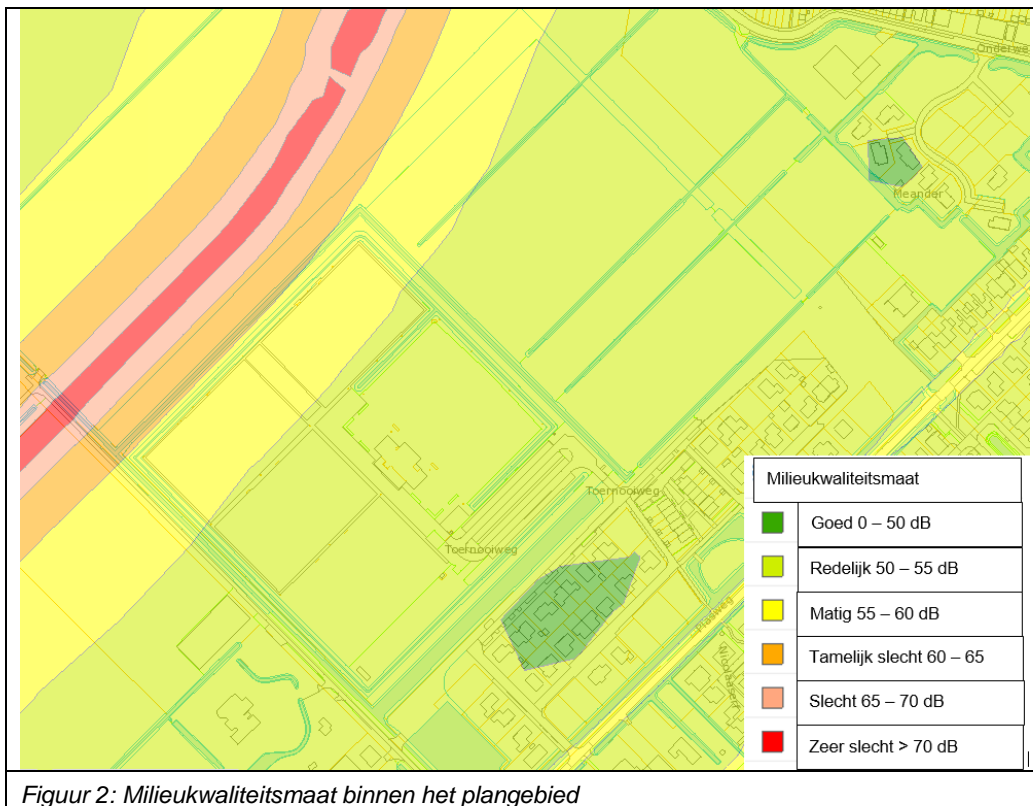 Onderwe
Meander
Toernooiweg
Toernooiweg
Plasweg
Milieukwaliteitsmaat
Goed 0 – 50 dB
Redelijk 50 – 55 dB
Matig 55 – 60 dB
Tamelijk slecht 60 – 65
Slecht 65 – 70 dB
Zeer slecht > 70 dB
Figuur 2: Milieukwaliteitsmaat binnen het plangebied